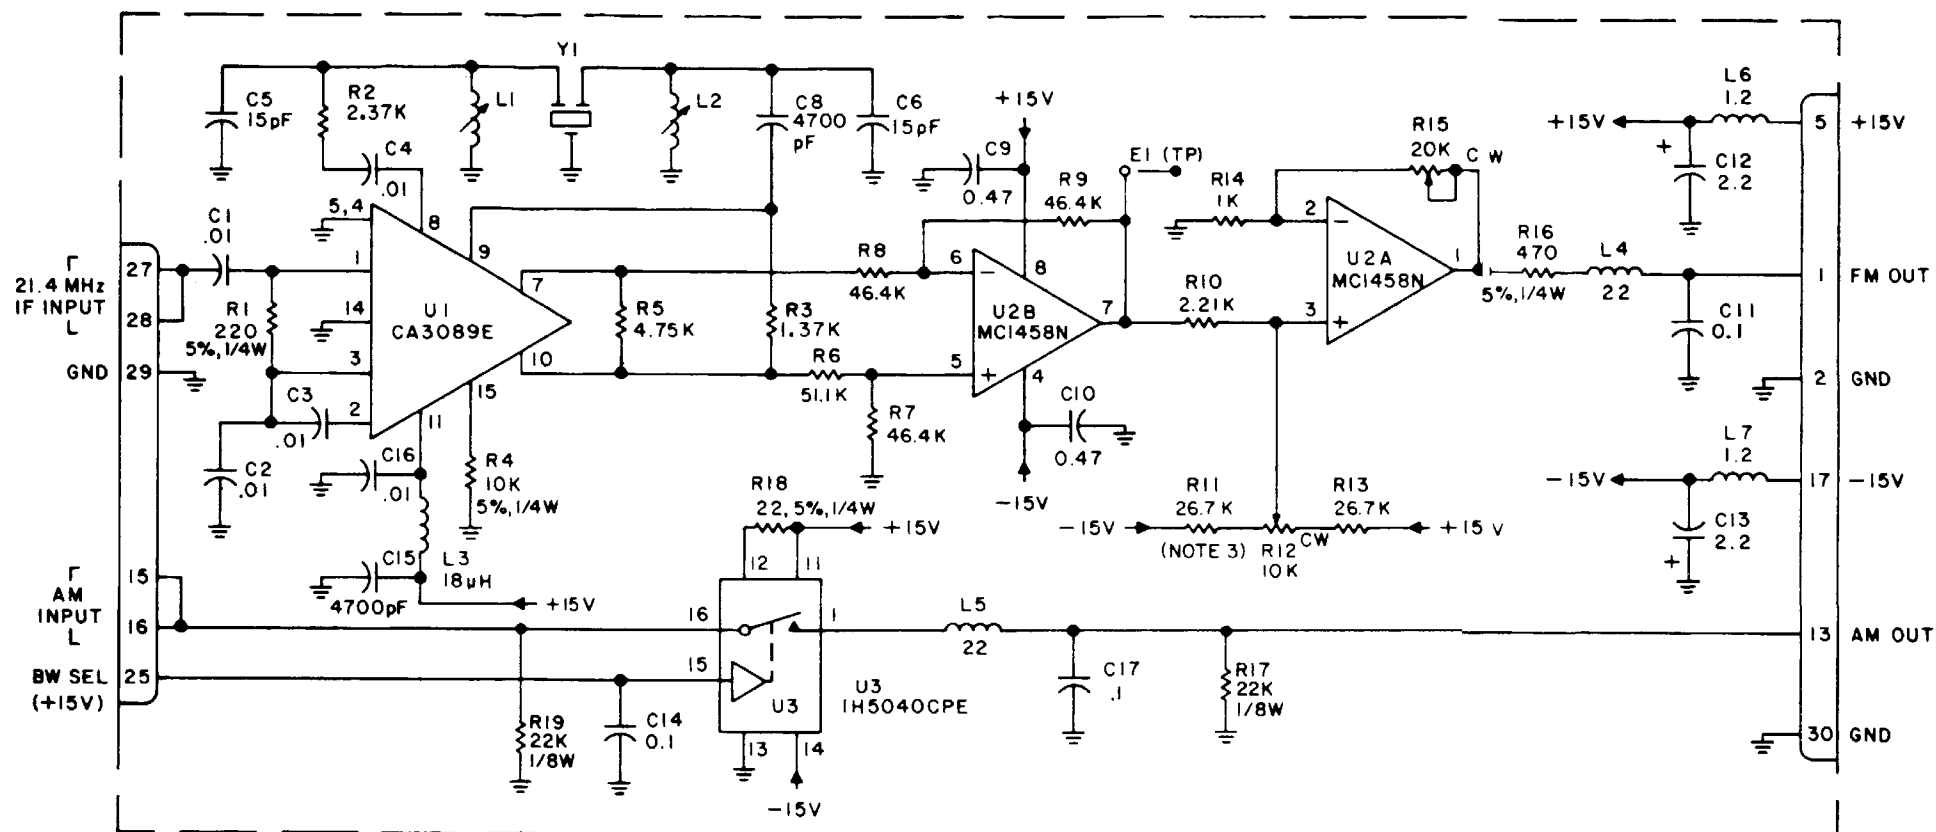 Y1
C5
15pF
R2
2.37K
L1
L2
C8
4700
pF
C6
15pF
C4
.01
+15V
C9
0.47
E1 (TP)
R9
46.4K
R14
1K
R15
20K
CW
L6
1.2
+15V
5
+15V
+
C12
2.2
C1
.01
5,4
8
9
1
7
R8
46.4K
6
−
8
U2B
MC1458N
7
5
+
4
R10
2.21K
2
−
U2A
MC1458N
1
3
+
R16
470
5%,1/4W
L4
22
1
FM OUT
C11
0.1
2
GND
21.4 MHz
IF INPUT
27
28
GND
29
R1
220
5%,1/4W
14
U1
CA3089E
R5
4.75K
R3
1.37K
R6
51.1K
3
10
15
C3
.01
2
11
R7
46.4K
C10
0.47
−15V
C2
.01
C16
.01
R4
10K
5%,1/4W
R18
22,5%,1/4W
+15V
−15V
R11
26.7K
(NOTE 3)
R12
10K
CW
R13
26.7K
+15V
L7
1.2
−15V
17
−15V
C13
2.2
+
C15
4700pF
L3
18uH
+15V
12
11
AM
INPUT
15
16
16
1
L5
22
13
AM OUT
BW SEL
(+15V)
25
15
U3
U3
IH5040CPE
C17
.1
R17
22K
1/8W
R19
22K
1/8W
C14
0.1
13
14
−15V
30
GND